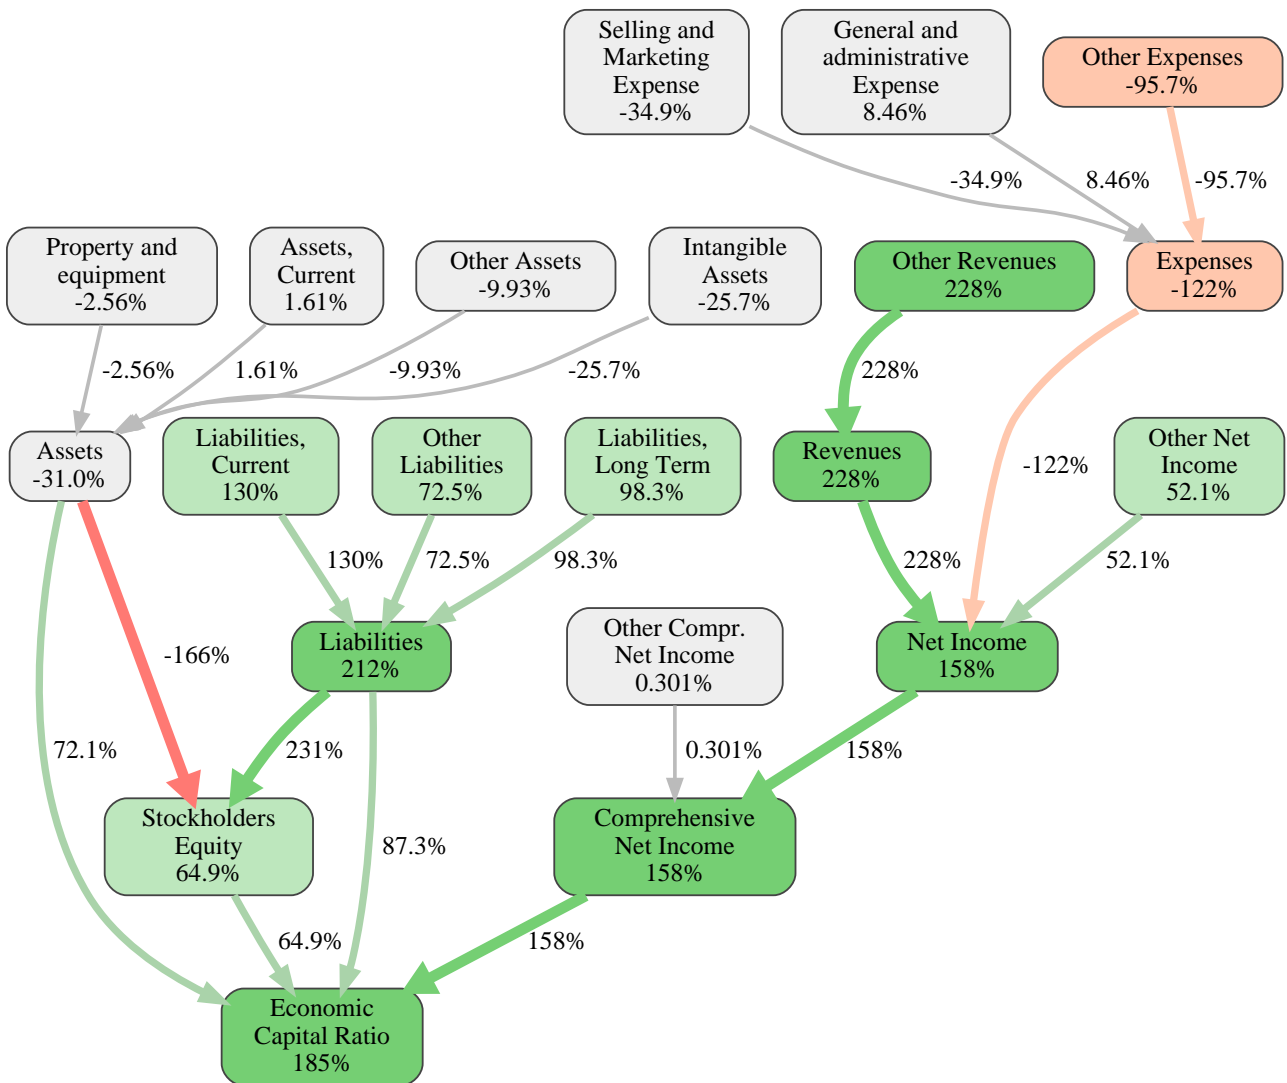 Selling and
Marketing
Expense
-34.9%
General and
administrative
Expense
8.46%
Other Expenses
-95.7%
-34.9%
8.46%
-95.7%
Property and
equipment
-2.56%
Assets,
Current
1.61%
Other Assets
-9.93%
Intangible
Assets
-25.7%
Other Revenues
228%
Expenses
-122%
-2.56%
1.61%
-9.93%
-25.7%
228%
Assets
-31.0%
Liabilities,
Current
130%
Other
Liabilities
72.5%
Liabilities,
Long Term
98.3%
Revenues
228%
-122%
Other Net
Income
52.1%
130%
72.5%
98.3%
228%
52.1%
-166%
Liabilities
212%
Other Compr.
Net Income
0.301%
Net Income
158%
72.1%
231%
0.301%
158%
Stockholders
Equity
64.9%
87.3%
Comprehensive
Net Income
158%
64.9%
158%
Economic
Capital Ratio
185%